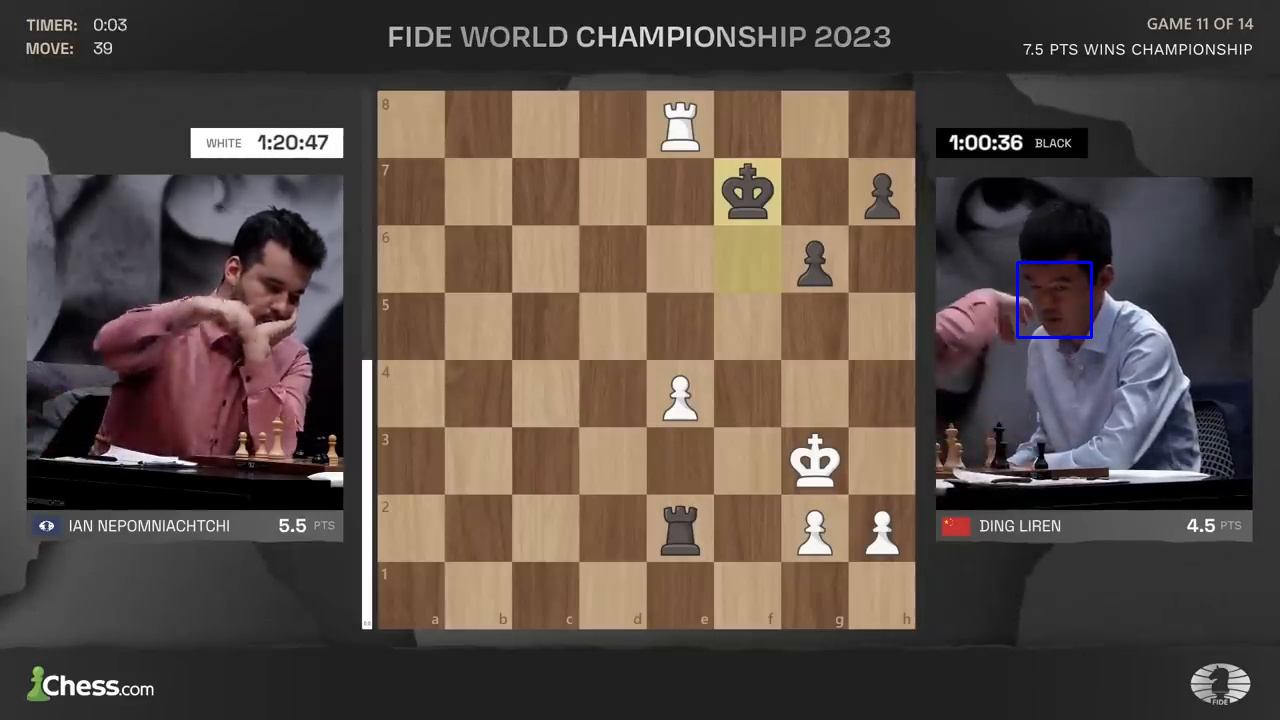 TIMER: 0:03
MOVE: 39
FIDE WORLD CHAMPIONSHIP 2023
GAME 11 OF 14
7.5 PTS WINS CHAMPIONSHIP
WHITE 1:20:47
1:00:36 BLACK
8
7
6
5
4
3
2
1
a b c d e f g h
IAN NEPOMNIACHTCHI 5.5 PTS
DING LIREN 4.5 PTS
Chess.com
FIDE